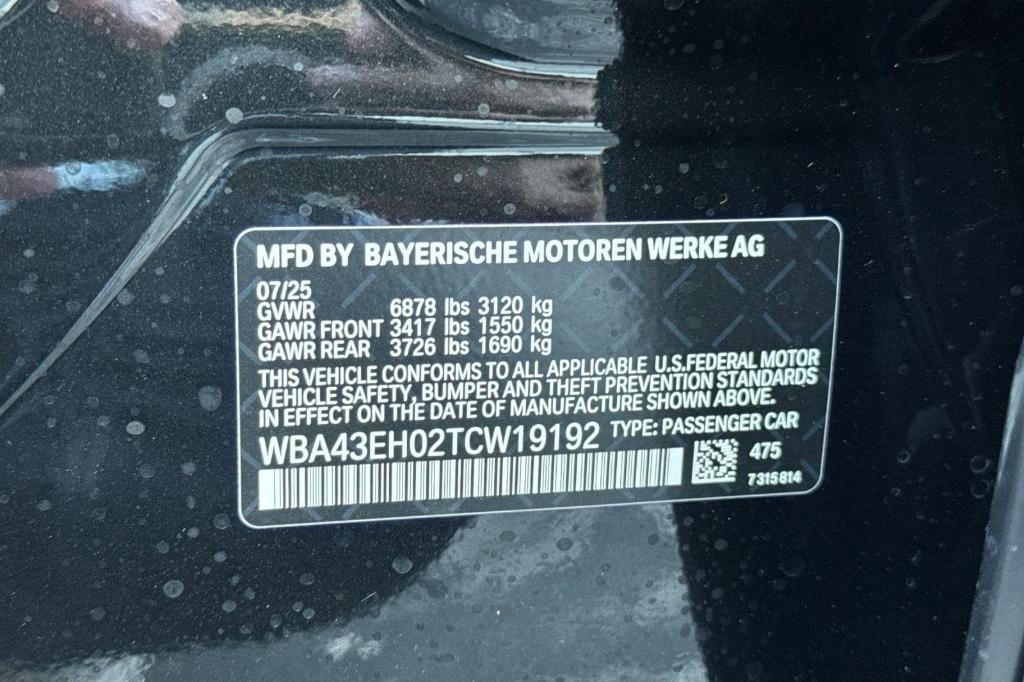 MFD BY BAYERISCHE MOTOREN WERKE AG
07/25
GVWR 6878 lbs 3120 kg
GAWR FRONT 3417 lbs 1550 kg
GAWR REAR 3726 lbs 1690 kg
THIS VEHICLE CONFORMS TO ALL APPLICABLE U.S.FEDERAL MOTOR
VEHICLE SAFETY, BUMPER AND THEFT PREVENTION STANDARDS
IN EFFECT ON THE DATE OF MANUFACTURE SHOWN ABOVE.
WBA43EH02TCW19192 TYPE: PASSENGER CAR
475
7315814